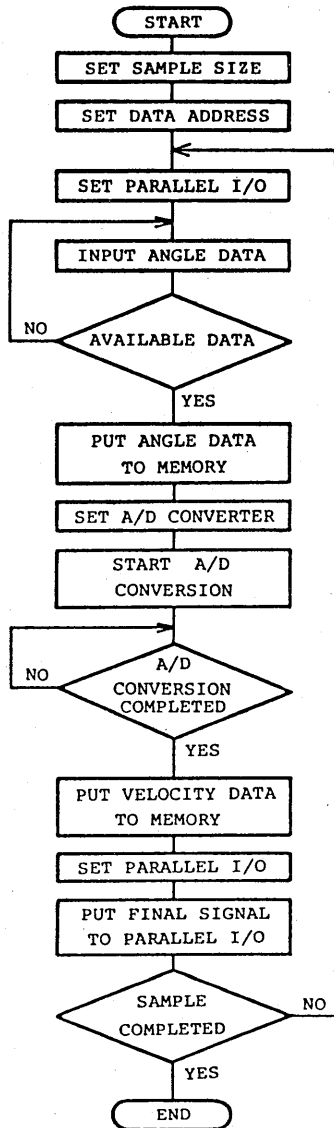 START
SET SAMPLE SIZE
SET DATA ADDRESS
SET PARALLEL I/O
INPUT ANGLE DATA
NO
AVAILABLE DATA
YES
PUT ANGLE DATA
TO MEMORY
SET A/D CONVERTER
START A/D
CONVERSION
NO
A/D
CONVERSION
COMPLETED
YES
PUT VELOCITY DATA
TO MEMORY
SET PARALLEL I/O
PUT FINAL SIGNAL
TO PARALLEL I/O
SAMPLE
COMPLETED
NO
YES
END